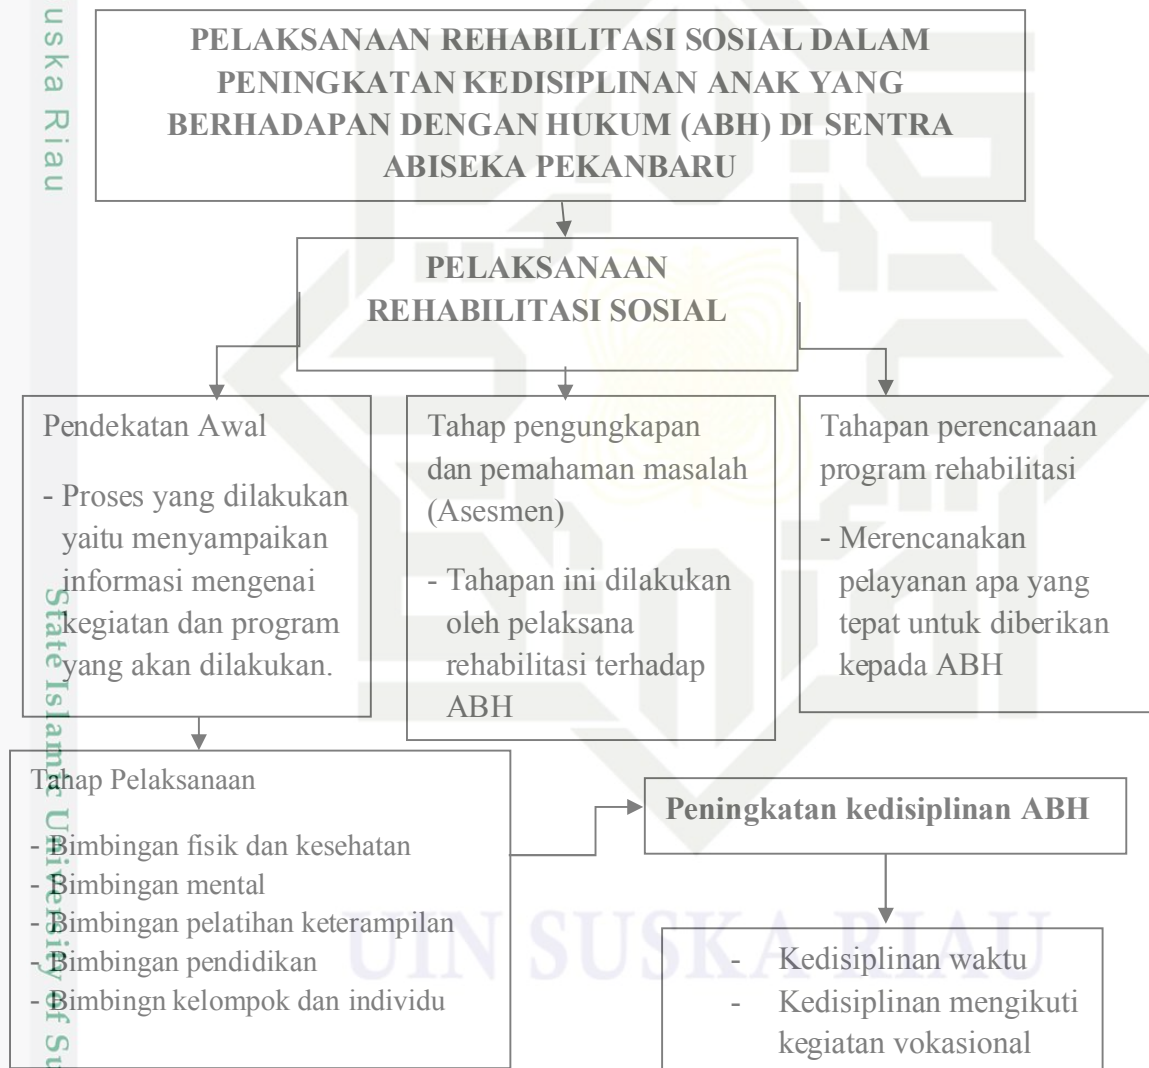 uska Riau
PELAKSANAAN REHABILITASI SOSIAL DALAM
PENINGKATAN KEDISIPLINAN ANAK YANG
BERHADAPAN DENGAN HUKUM (ABH) DI SENTRA
ABISEKA PEKANBARU
PELAKSANAAN
REHABILITASI SOSIAL
Pendekatan Awal
- Proses yang dilakukan
yaitu menyampaikan
informasi mengenai
kegiatan dan program
yang akan dilakukan.
Tahap pengungkapan
dan pemahaman masalah
(Asesmen)
- Tahapan ini dilakukan
oleh pelaksana
rehabilitasi terhadap
ABH
Tahapan perencanaan
program rehabilitasi
- Merencanakan
pelayanan apa yang
tepat untuk diberikan
kepada ABH
Tahap Pelaksanaan
- Bimbingan fisik dan kesehatan
- Bimbingan mental
- Bimbingan pelatihan keterampilan
- Bimbingan pendidikan
- Bimbingn kelompok dan individu
Peningkatan kedisiplinan ABH
- Kedisiplinan waktu
- Kedisiplinan mengikuti
kegiatan vokasional
State Islamic University of Su
UIN SUSKA RIAU